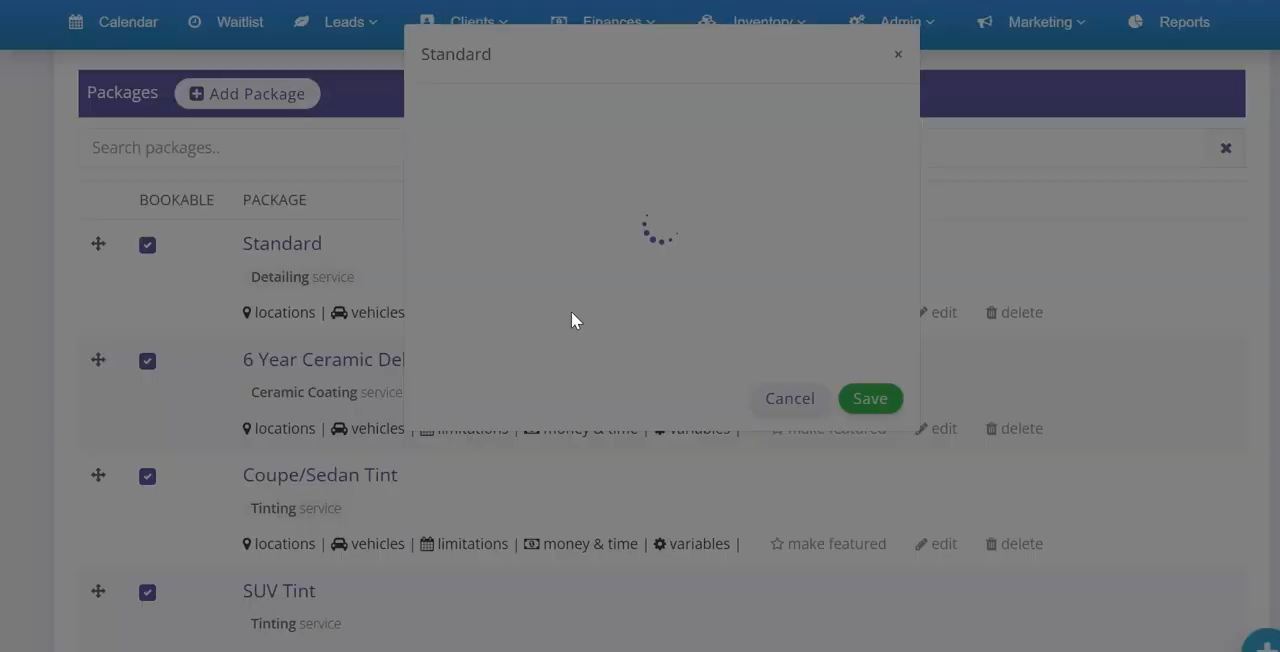 Calendar Waitlist Leads Clients Finances Inventory Admin Marketing Reports
Standard ×
Packages Add Package
Search packages..
BOOKABLE PACKAGE
Standard
Detailing service
locations | vehicles edit delete
6 Year Ceramic
Ceramic Coating service
Cancel Save
locations | vehicles | limitations | money & time | variables | make featured edit delete
Coupe/Sedan Tint
Tinting service
locations | vehicles | limitations | money & time | variables | make featured edit delete
SUV Tint
Tinting service